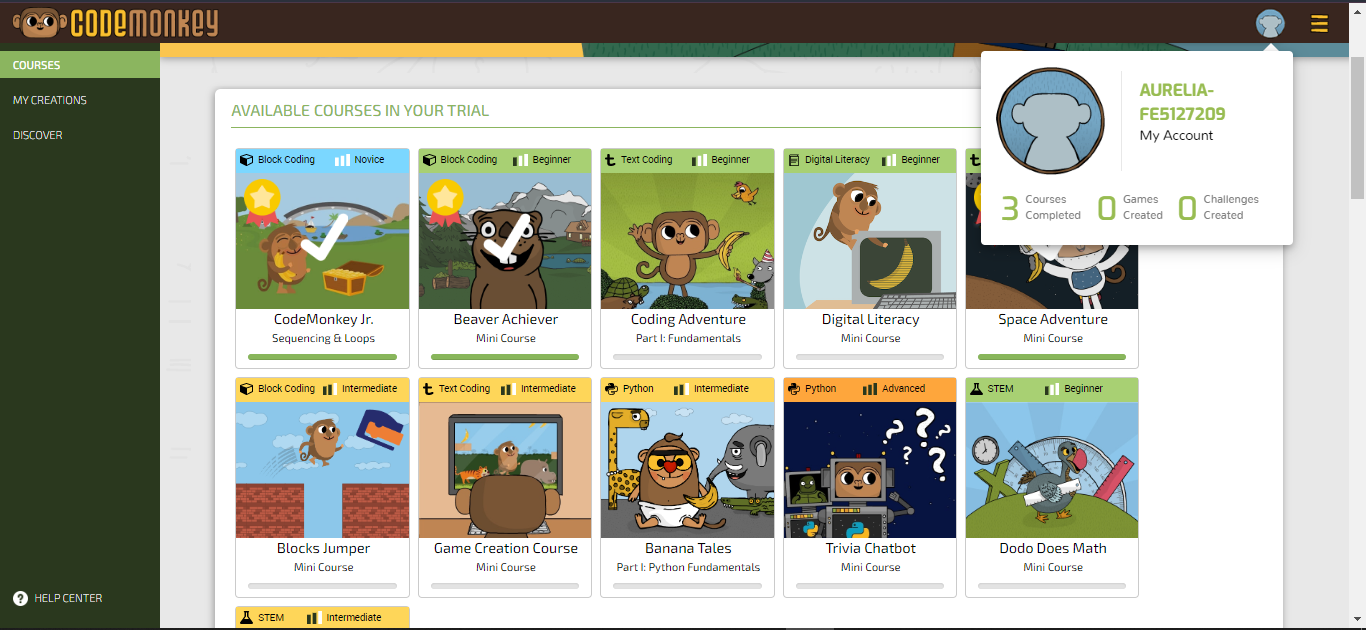 CODEMONKEY
COURSES
MY CREATIONS
DISCOVER
HELP CENTER
AURELIA-
FE5127209
My Account
3 Courses Completed
0 Games Created
0 Challenges Created
AVAILABLE COURSES IN YOUR TRIAL
Block Coding Novice
CodeMonkey Jr.
Sequencing & Loops
Block Coding Beginner
Beaver Achiever
Mini Course
Text Coding Beginner
Coding Adventure
Part I: Fundamentals
Digital Literacy Beginner
Digital Literacy
Mini Course
Space Adventure
Mini Course
Block Coding Intermediate
Blocks Jumper
Mini Course
Text Coding Intermediate
Game Creation Course
Mini Course
Python Intermediate
Banana Tales
Part I: Python Fundamentals
Python Advanced
? ? ? ?
Trivia Chatbot
Mini Course
STEM Beginner
Dodo Does Math
Mini Course
STEM Intermediate